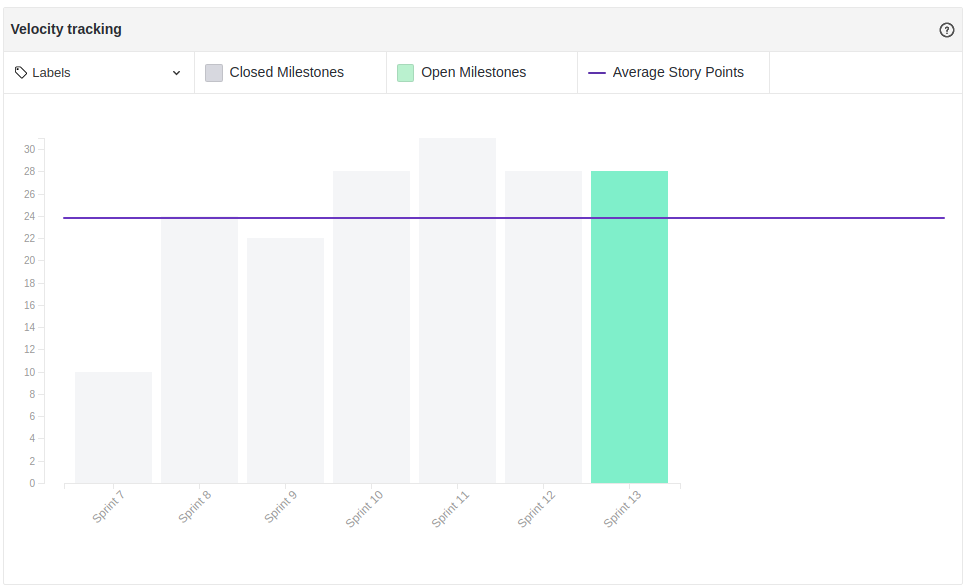 Velocity tracking
Labels
Closed Milestones
Open Milestones
Average Story Points
30
28
26
24
22
20
18
16
14
12
10
8
6
4
2
0
Sprint 7
Sprint 8
Sprint 9
Sprint 10
Sprint 11
Sprint 12
Sprint 13